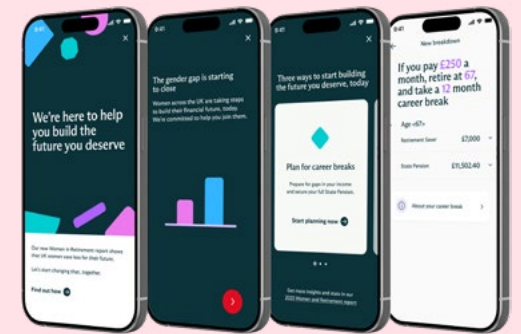 9:41
We're here to help
you build the
future you deserve
Our new Women in Retirement report shows
that UK women save less for their future.
Let's start changing that, together.
Find out how
9:41
The gender gap is starting
to close
Women across the UK are taking steps
to build their financial future, today.
We're committed to help you join them.
9:41
Three ways to start building
the future you deserve, today
Plan for career breaks
Prepare for gaps in your income
and secure your full State Pension.
Start planning now
Get more insights and stats in our
2025 Women and Retirement report
9:41
New breakdown
If you pay £250 a
month, retire at 67,
and take a 12 month
career break
Age <67>
Retirement Saver £7,000
State Pension £11,502.40
About your career break